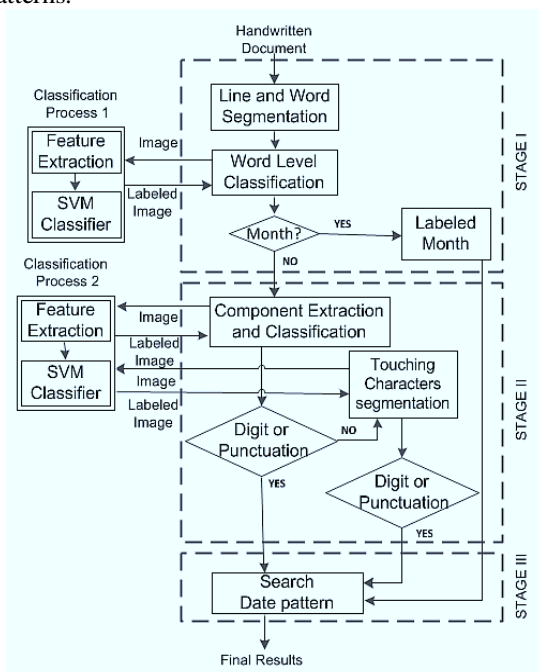 atterns.
Handwritten
Document
Line and Word
Segmentation
Classification
Process 1
Feature
Extraction
SVM
Classifier
Image
Labeled
Image
Word Level
Classification
Month?
YES
Labeled
Month
NO
STAGE I
Classification
Process 2
Feature
Extraction
SVM
Classifier
Image
Labeled
Image
Image
Labeled
Image
Component Extraction
and Classification
Touching
Characters
segmentation
Digit or
Punctuation
NO
YES
Digit or
Punctuation
YES
STAGE II
Search
Date pattern
STAGE III
Final Results